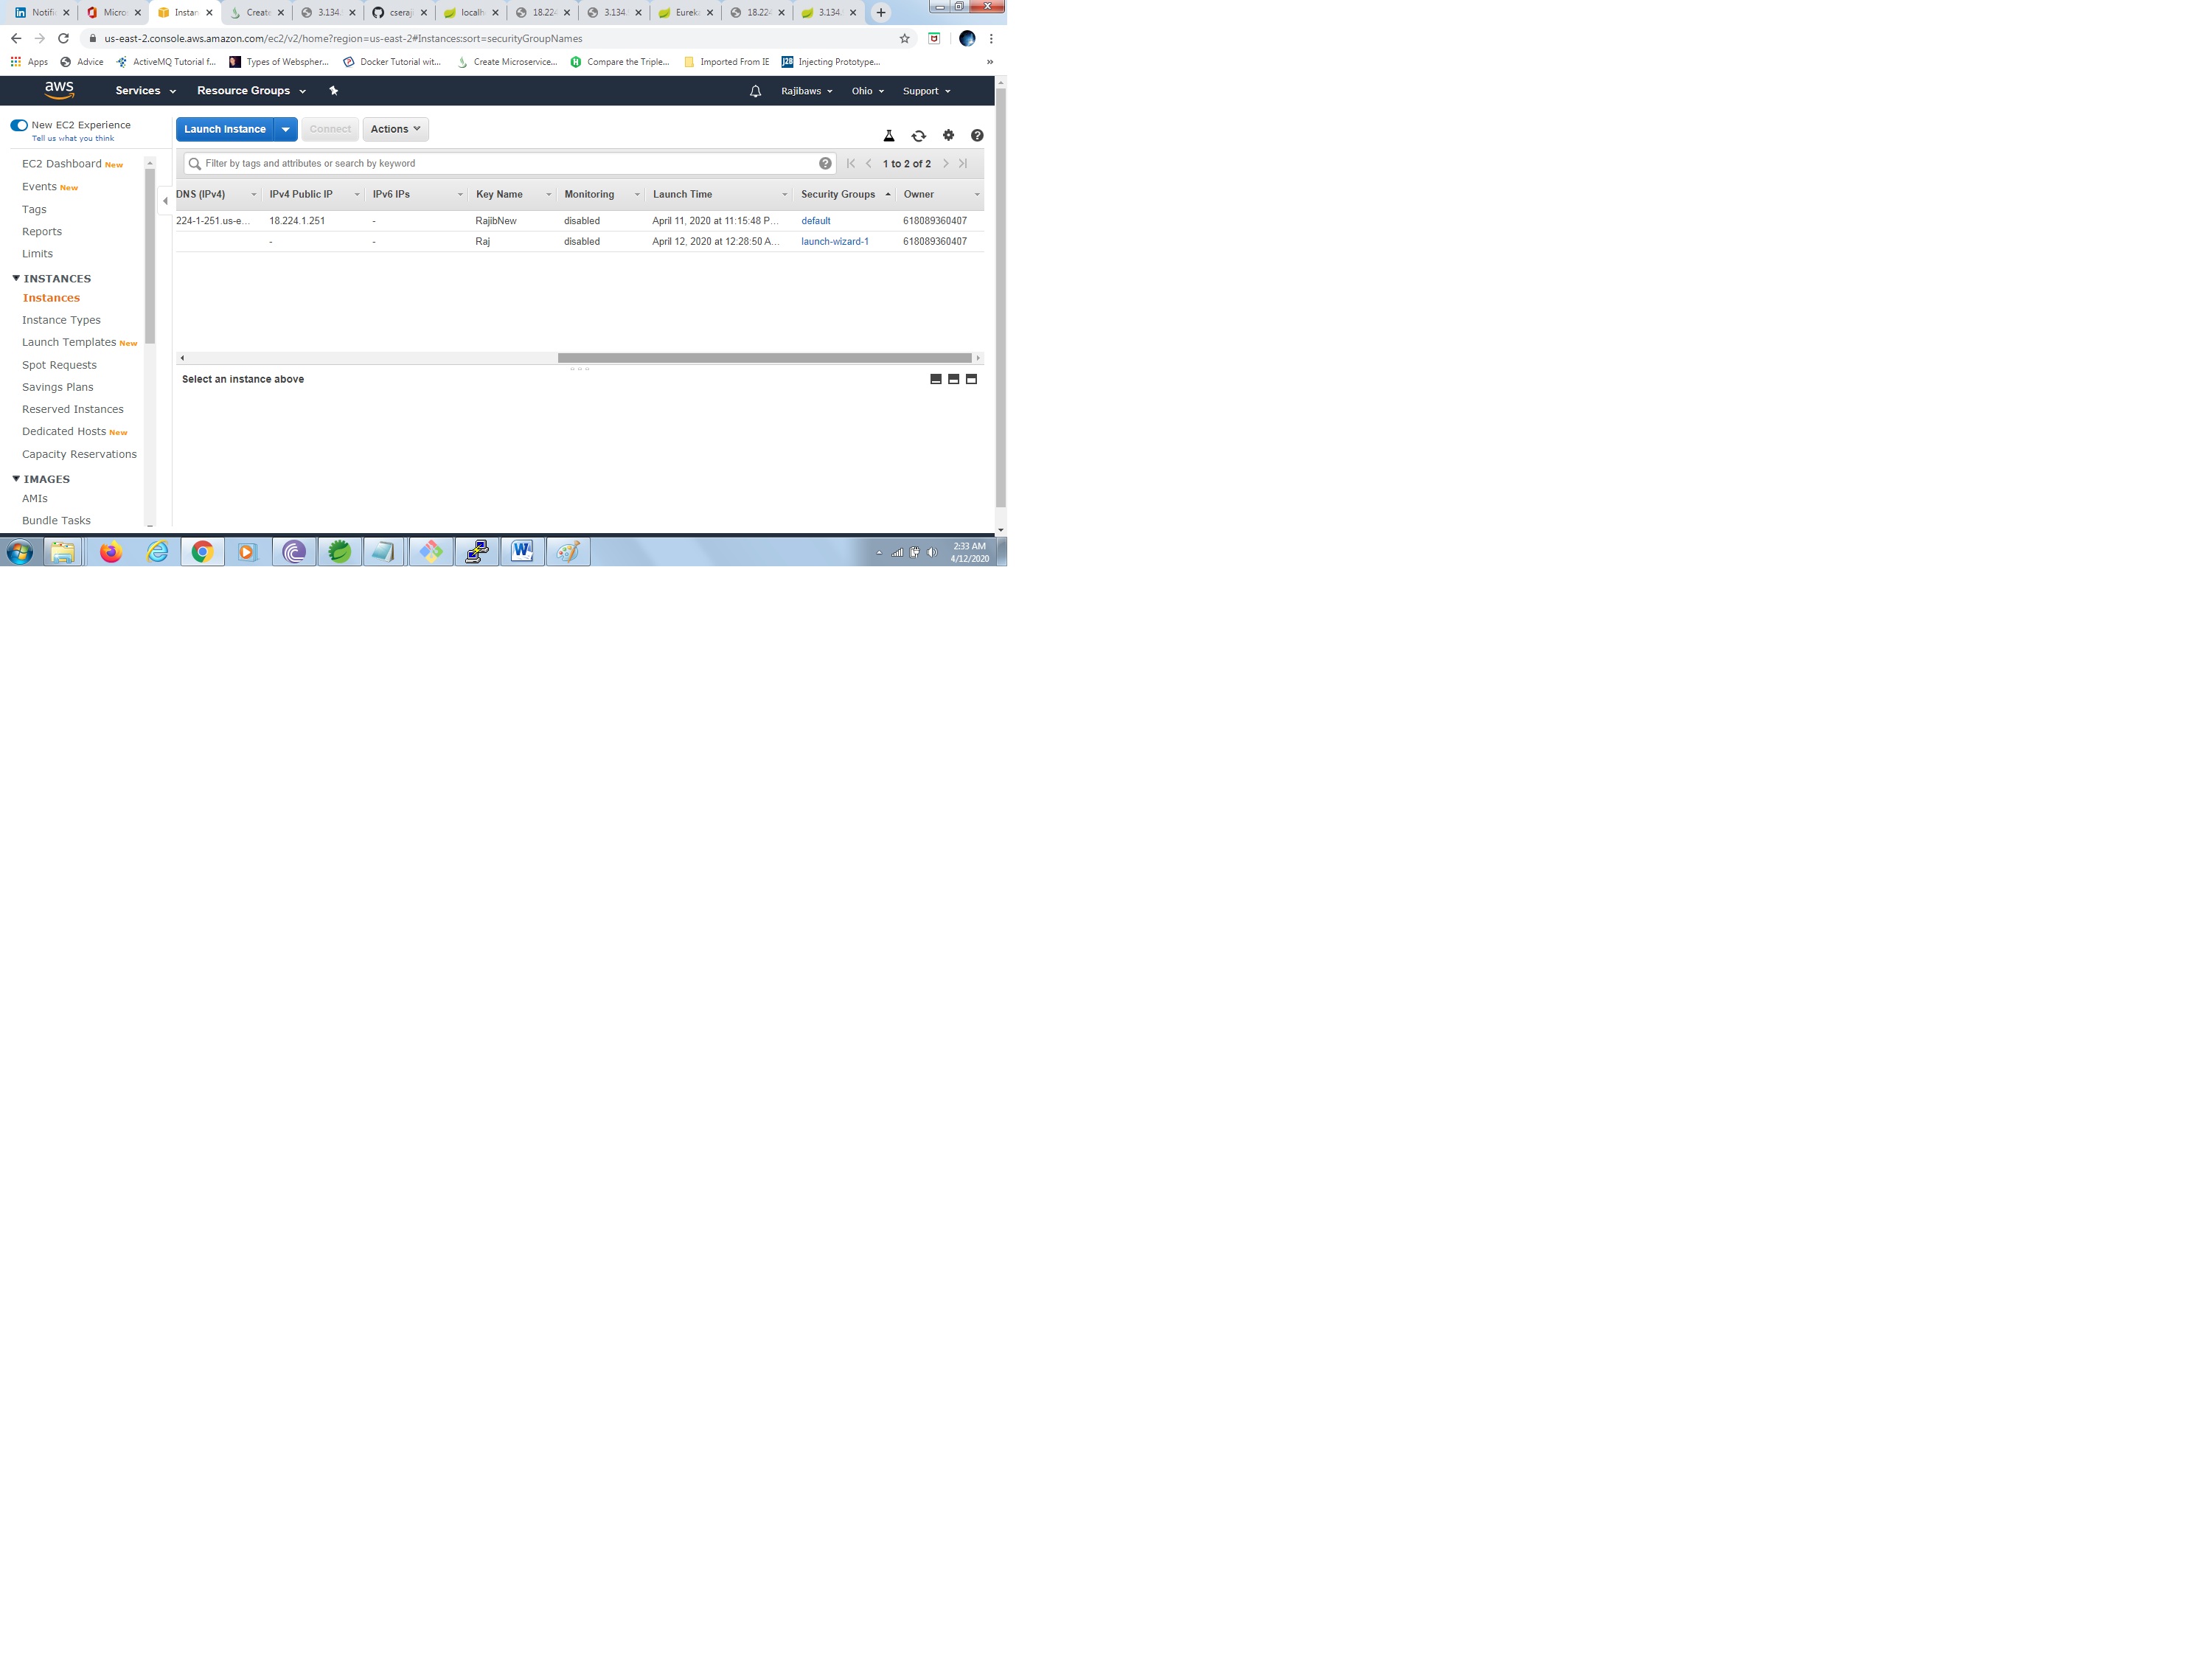 Notifi Micros Instan Create 3.134. cseraji localh 18.224 3.134. Eureka 18.224 3.134.
us-east-2.console.aws.amazon.com/ec2/v2/home?region=us-east-2#Instances:sort=securityGroupNames
Apps Advice ActiveMQ Tutorial f... Types of Webspher... Docker Tutorial wit... Create Microservice... Compare the Triple... Imported From IE Injecting Prototype... »
aws Services Resource Groups Rajibaws Ohio Support
New EC2 Experience
Tell us what you think
Launch Instance Connect Actions
EC2 Dashboard New
Events New
Tags
Reports
Limits
INSTANCES
Instances
Instance Types
Launch Templates New
Spot Requests
Savings Plans
Reserved Instances
Dedicated Hosts New
Capacity Reservations
IMAGES
AMIs
Bundle Tasks
Filter by tags and attributes or search by keyword 1 to 2 of 2
DNS (IPv4) IPv4 Public IP IPv6 IPs Key Name Monitoring Launch Time Security Groups Owner
224-1-251.us-e... 18.224.1.251 - RajibNew disabled April 11, 2020 at 11:15:48 P... default 618089360407
- - Raj disabled April 12, 2020 at 12:28:50 A... launch-wizard-1 618089360407
Select an instance above
2:33 AM
4/12/2020